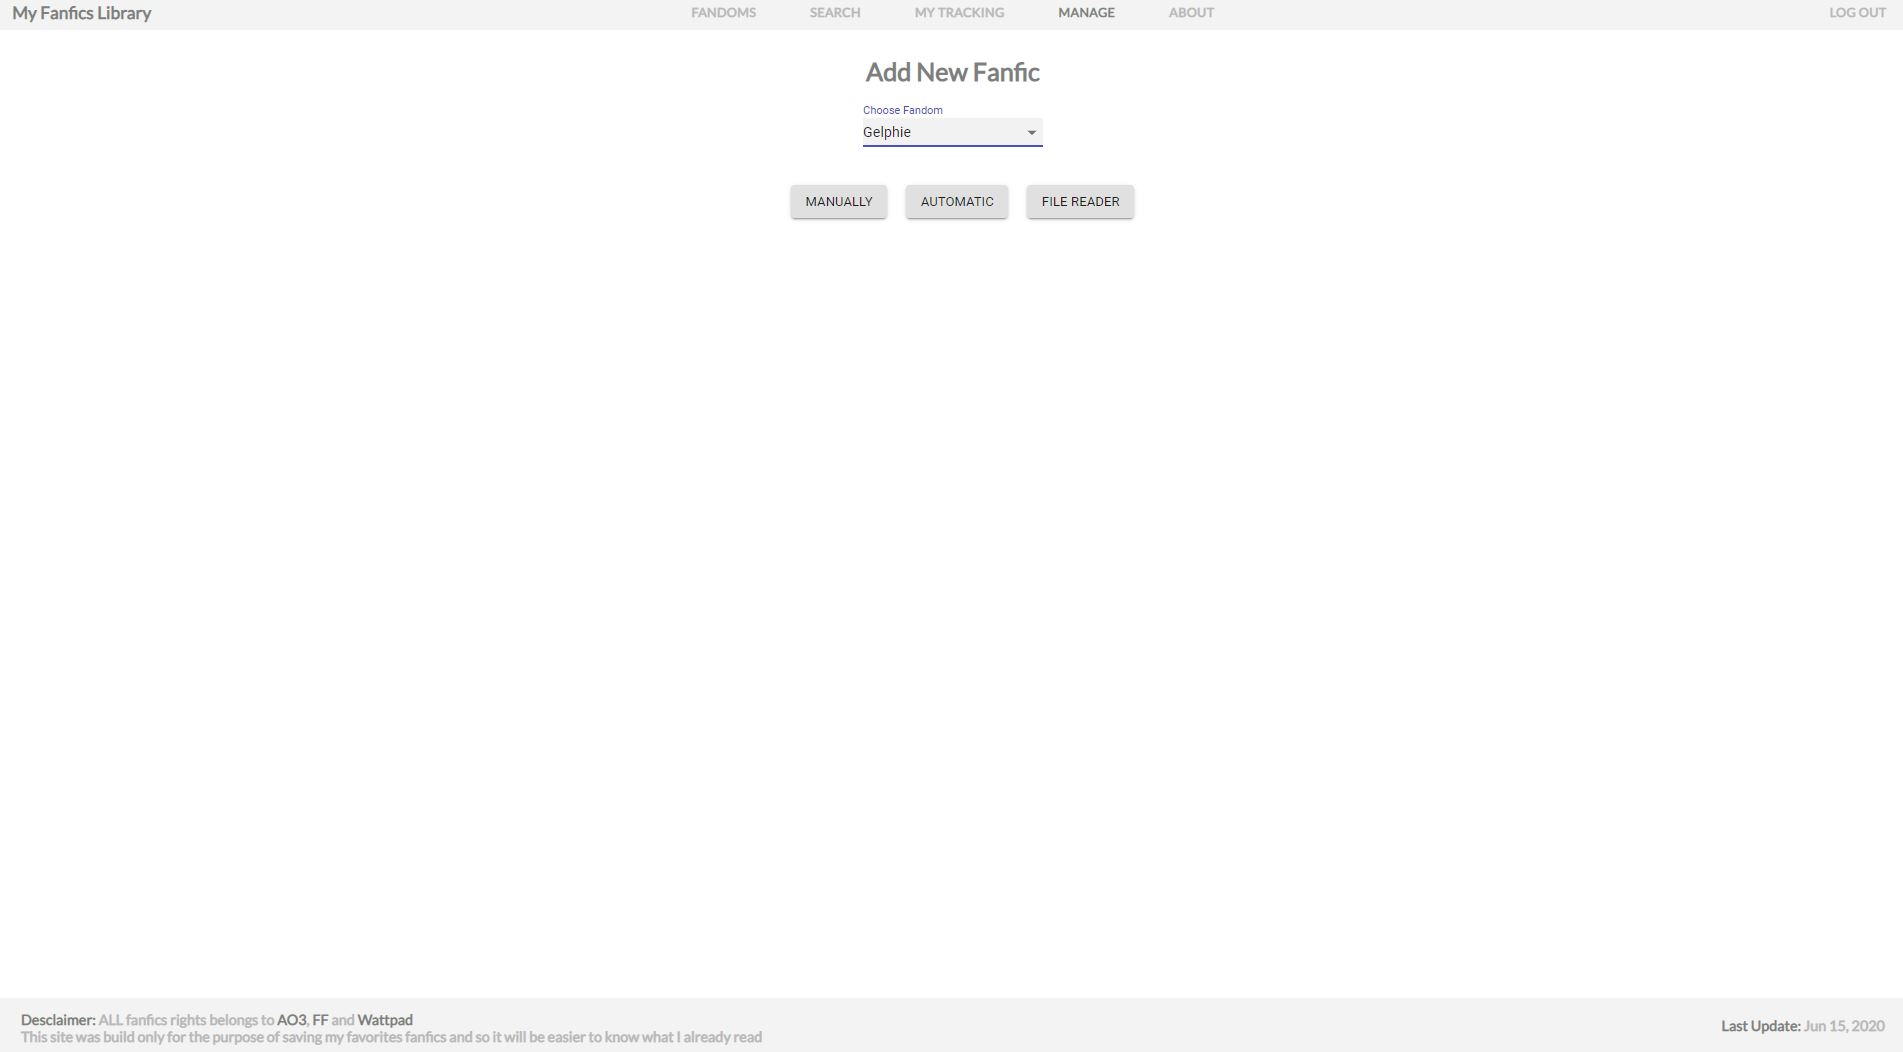 My Fanfics Library
FANDOMS SEARCH MY TRACKING MANAGE ABOUT
LOG OUT
Add New Fanfic
Choose Fandom
Gelphie
MANUALLY AUTOMATIC FILE READER
Desclaimer: ALL fanfics rights belongs to AO3, FF and Wattpad
This site was build only for the purpose of saving my favorites fanfics and so it will be easier to know what I already read
Last Update: Jun 15, 2020